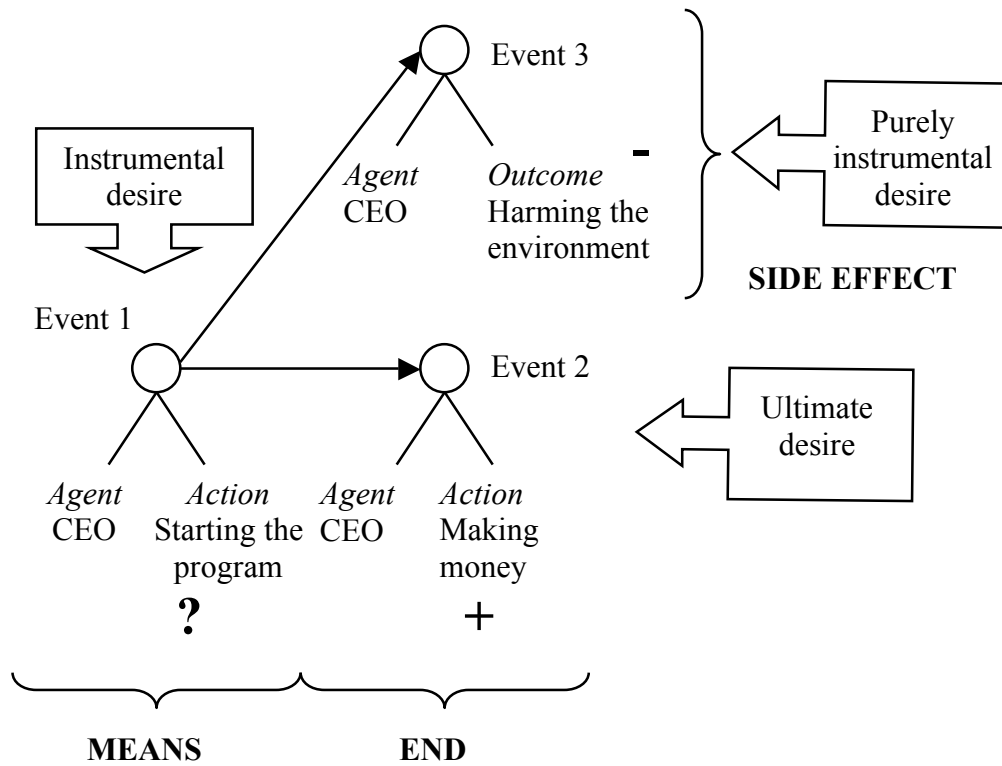 Event 3
Instrumental
desire
Agent
CEO
Outcome
Harming the
environment
-
Purely
instrumental
desire
SIDE EFFECT
Event 1
Event 2
Ultimate
desire
Agent
CEO
Action
Starting the
program
?
Agent
CEO
Action
Making
money
+
MEANS
END